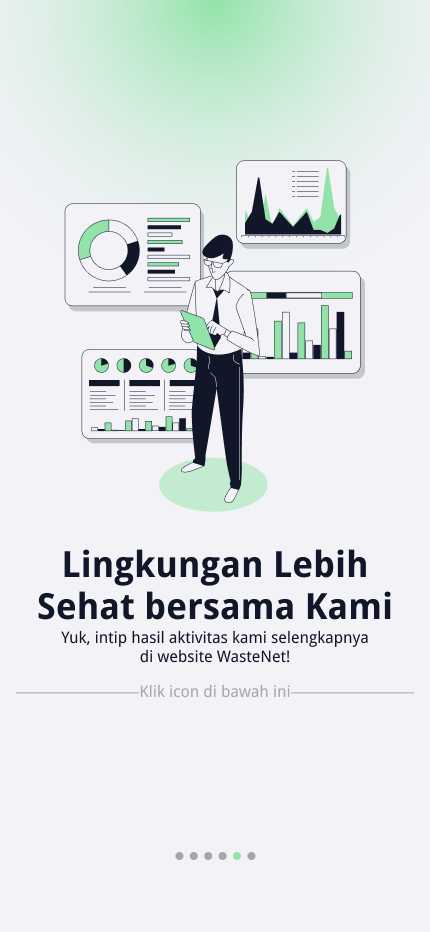 Lingkungan Lebih
Sehat bersama Kami
Yuk, intip hasil aktivitas kami selengkapnya
di website WasteNet!
Klik icon di bawah ini